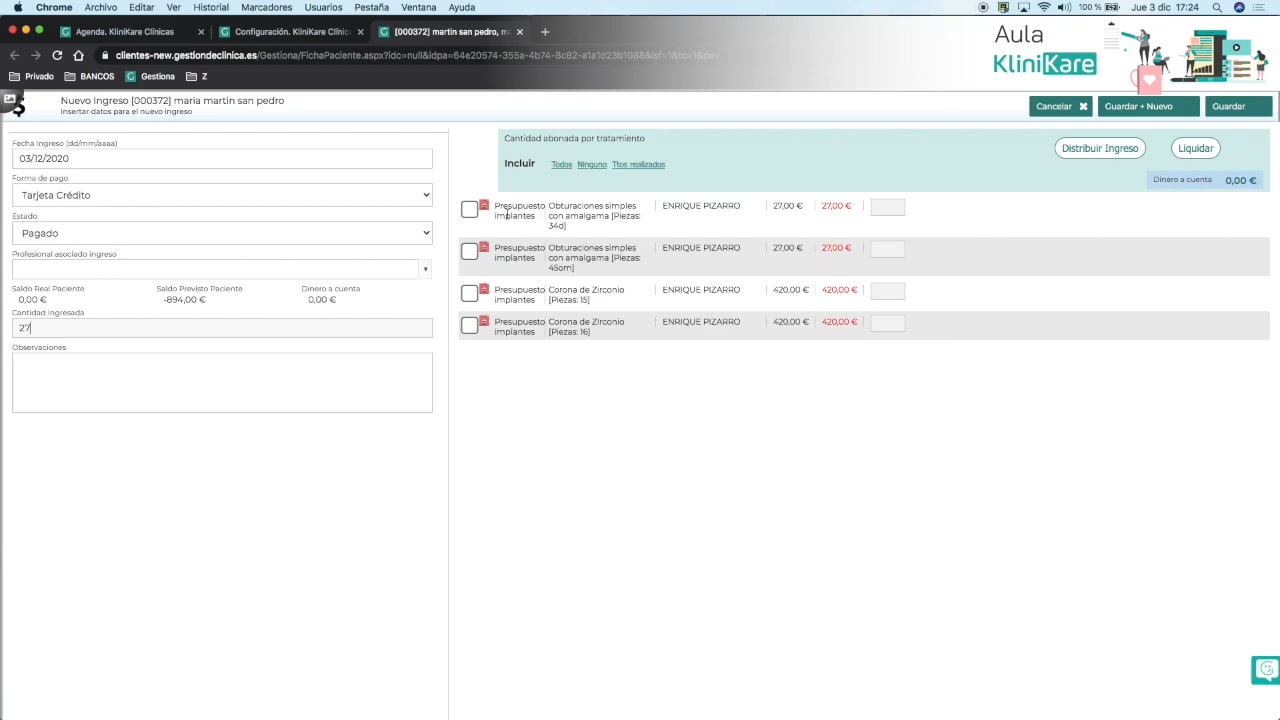 Chrome Archivo Editar Ver Historial Marcadores Usuarios Pestaña Ventana Ayuda
100 % Jue 3 dic 17:24
Agenda. KliniKare Clínicas
Configuración. KliniKare Clínica
[000372] martin san pedro, m
Aula
KliniKare
clientes-new.gestiondeclinica.es/Gestiona/FichaPaciente.aspx?idc=null&idpa=64e20574-355a-4b74-8c82-a1a1d23b1088&isf=1&tc=1&pe=
Privado BANCOS Gestiona Z
Nuevo Ingreso [000372] maria martin san pedro
Insertar datos para el nuevo ingreso
Cancelar Guardar + Nuevo Guardar
Fecha Ingreso (dd/mm/aaaa)
03/12/2020
Forma de pago
Tarjeta Crédito
Estado
Pagado
Profesional asociado ingreso
Saldo Real Paciente Saldo Previsto Paciente Dinero a cuenta
0,00 € -894,00 € 0,00 €
Cantidad Ingresada
27
Observaciones
Cantidad abonada por tratamiento
Distribuir Ingreso Liquidar
Incluir Todos Ninguno Ttos realizados
Dinero a cuenta 0,00 €
Presupuesto Obturaciones simples ENRIQUE PIZARRO 27,00 € 27,00 €
implantes con amalgama [Piezas:
34d]
Presupuesto Obturaciones simples ENRIQUE PIZARRO 27,00 € 27,00 €
implantes con amalgama [Piezas:
45om]
Presupuesto Corona de Zirconio ENRIQUE PIZARRO 420,00 € 420,00 €
implantes [Piezas: 15]
Presupuesto Corona de Zirconio ENRIQUE PIZARRO 420,00 € 420,00 €
implantes [Piezas: 16]